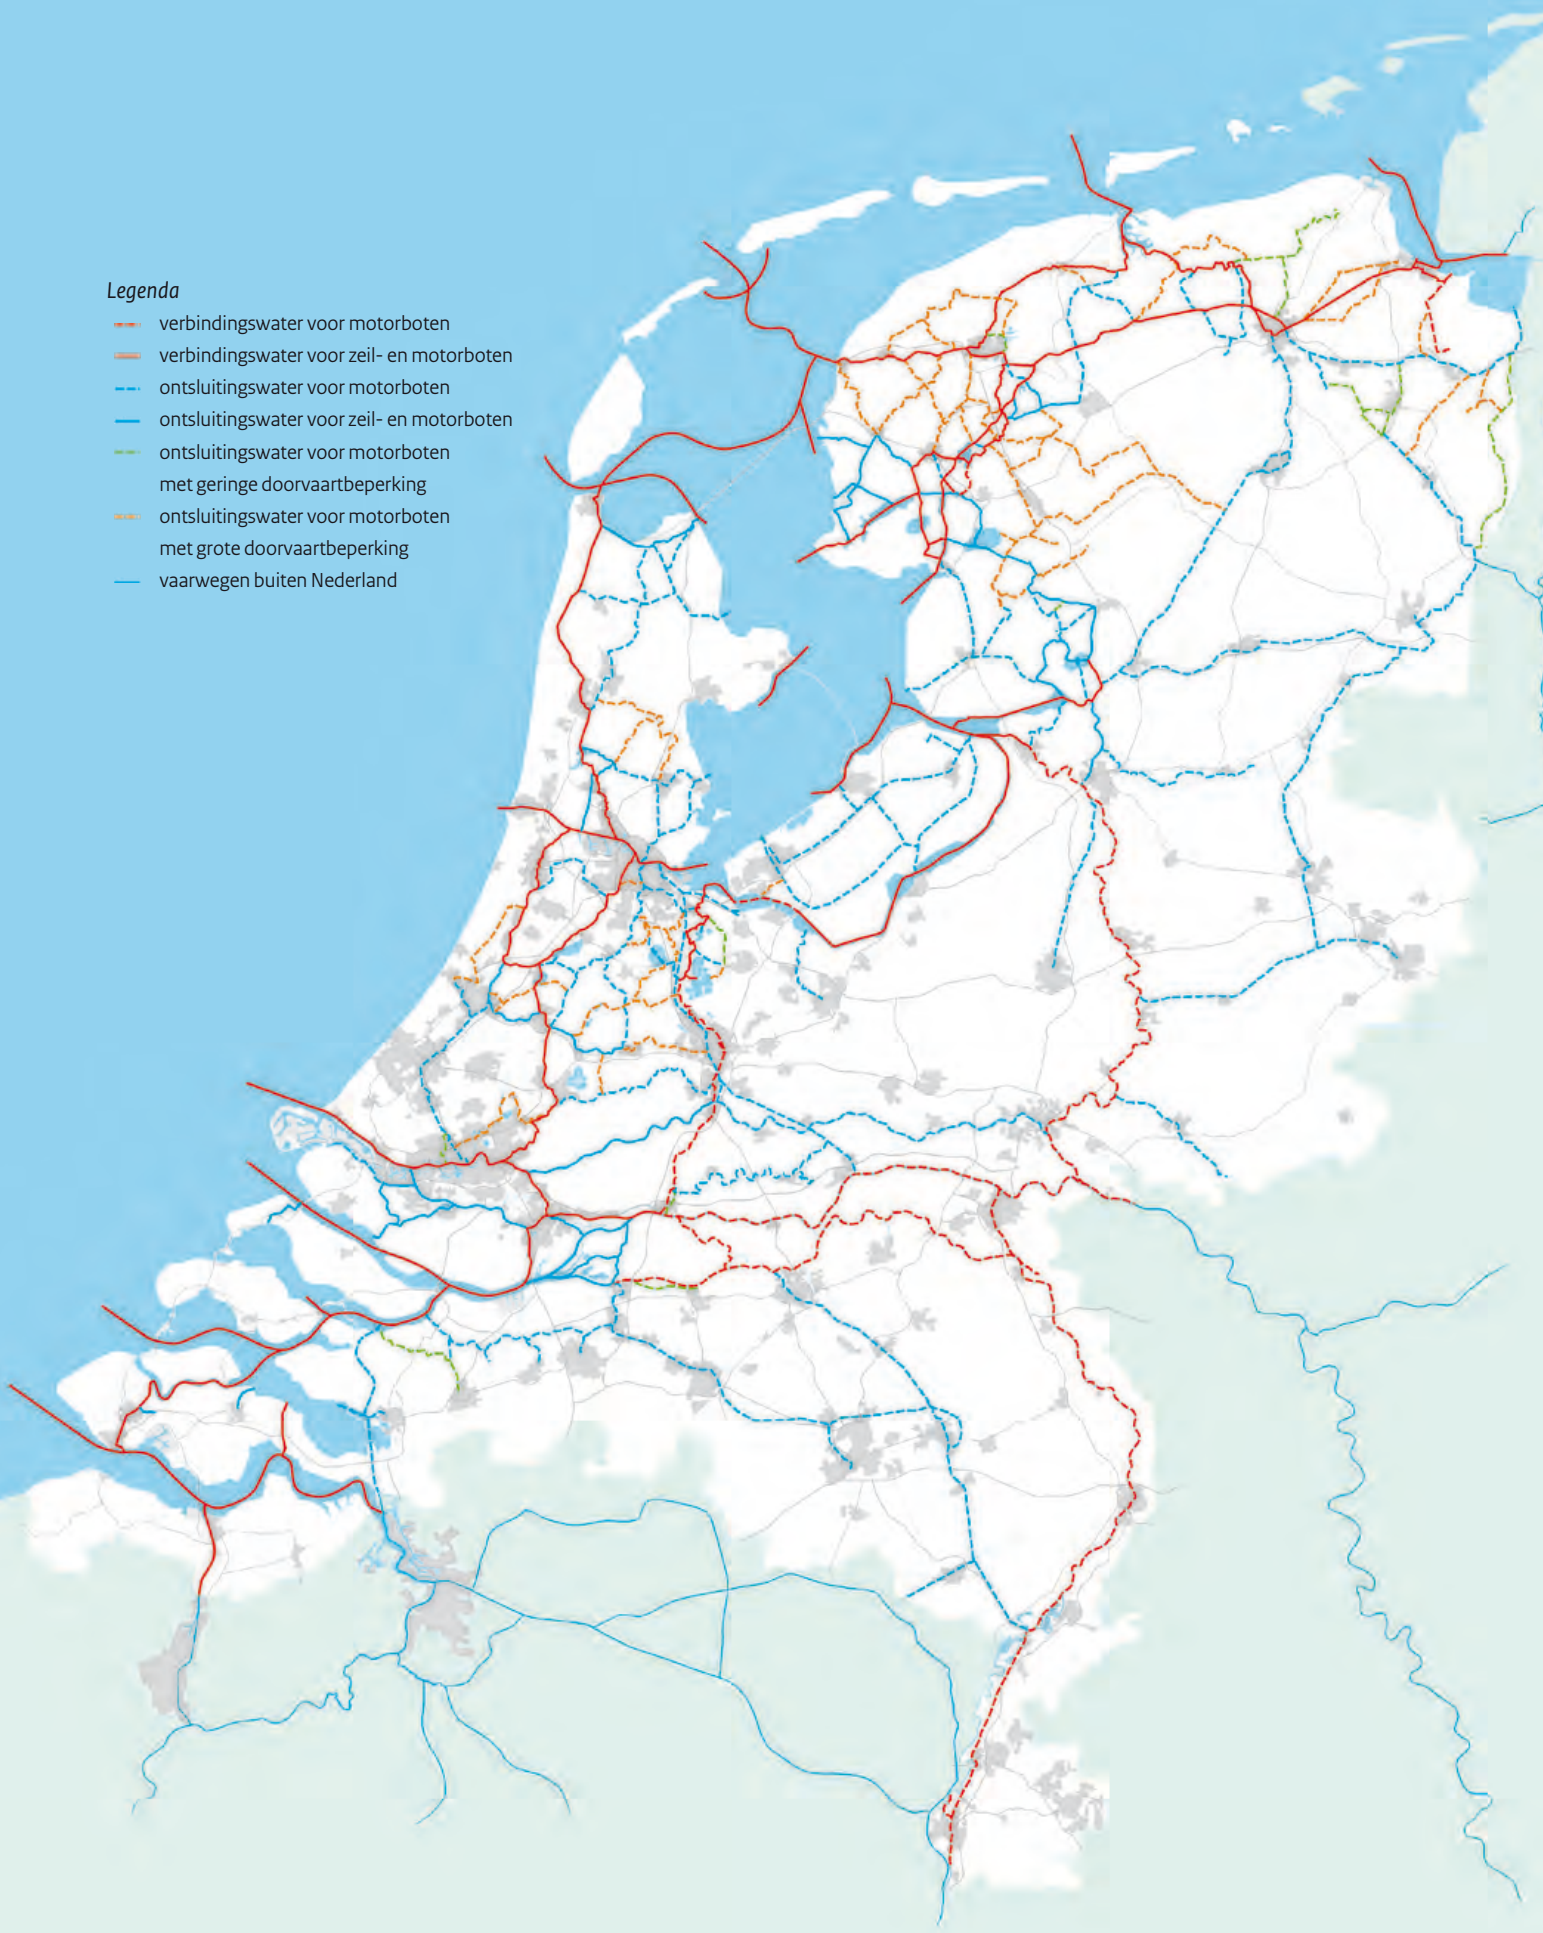 Legenda
verbindingswater voor motorboten
verbindingswater voor zeil- en motorboten
ontsluitingswater voor motorboten
ontsluitingswater voor zeil- en motorboten
ontsluitingswater voor motorboten
met geringe doorvaartbeperking
ontsluitingswater voor motorboten
met grote doorvaartbeperking
vaarwegen buiten Nederland